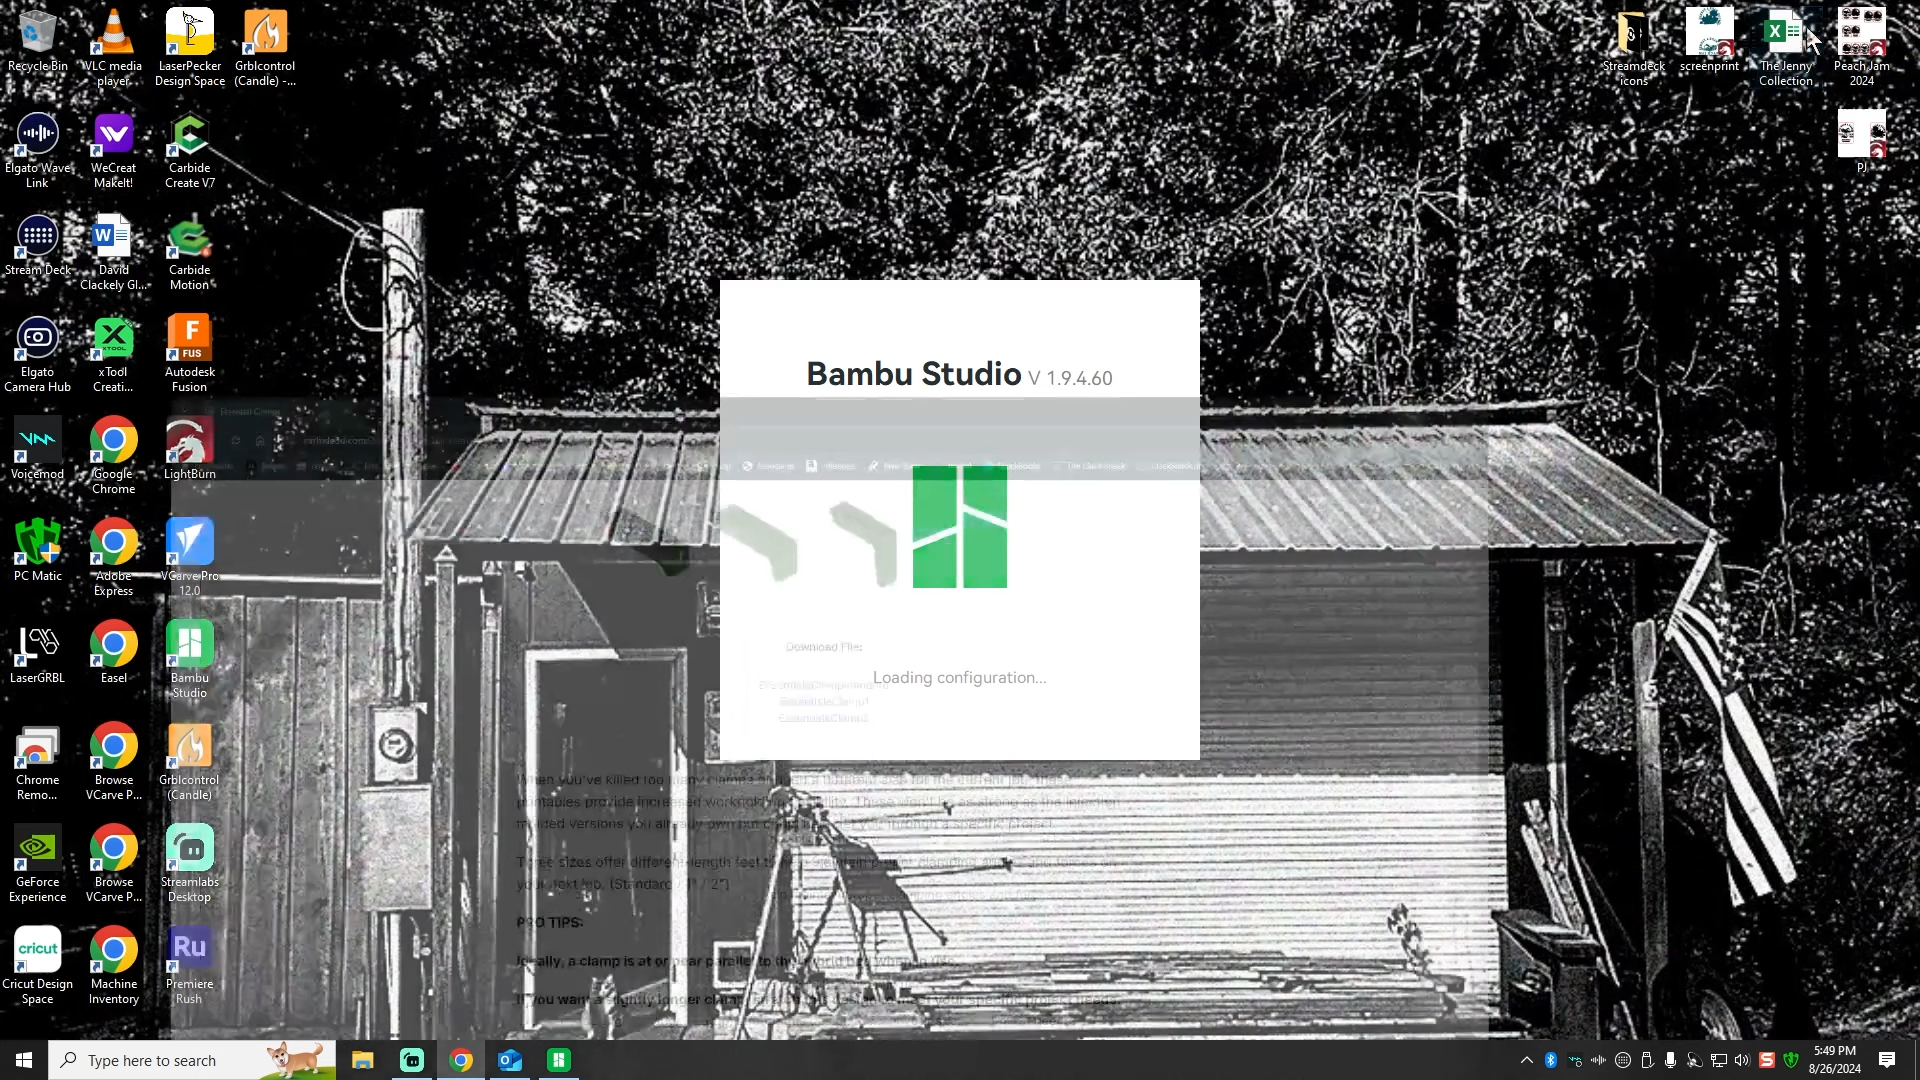 Recycle Bin
VLC media
player
LaserPecker
Design Space
Grblcontrol
(Candle) -...
Streamdeck
icons
screenprint
The Jenny
Collection
Peach Jam
2024
Elgato Wave
Link
WeCreat
MakeIt!
Carbide
Create V7
PJ
Stream Deck
David
Clackely Gl...
Carbide
Motion
Elgato
Camera Hub
xTool
Creati...
Autodesk
Fusion
Bambu Studio V 1.9.4.60
Voicemod
Google
Chrome
LightBurn
PC Matic
Adobe
Express
VCarve Pro
12.0
Download File:
LaserGRBL
Easel
Bambu
Studio
Loading configuration...
Chrome
Remo...
Browse
VCarve P...
Grblcontrol
(Candle)
GeForce
Experience
Browse
VCarve P...
Streamlabs
Desktop
PRO TIPS:
Cricut Design
Space
Machine
Inventory
Premiere
Rush
Type here to search
5:49 PM
8/26/2024